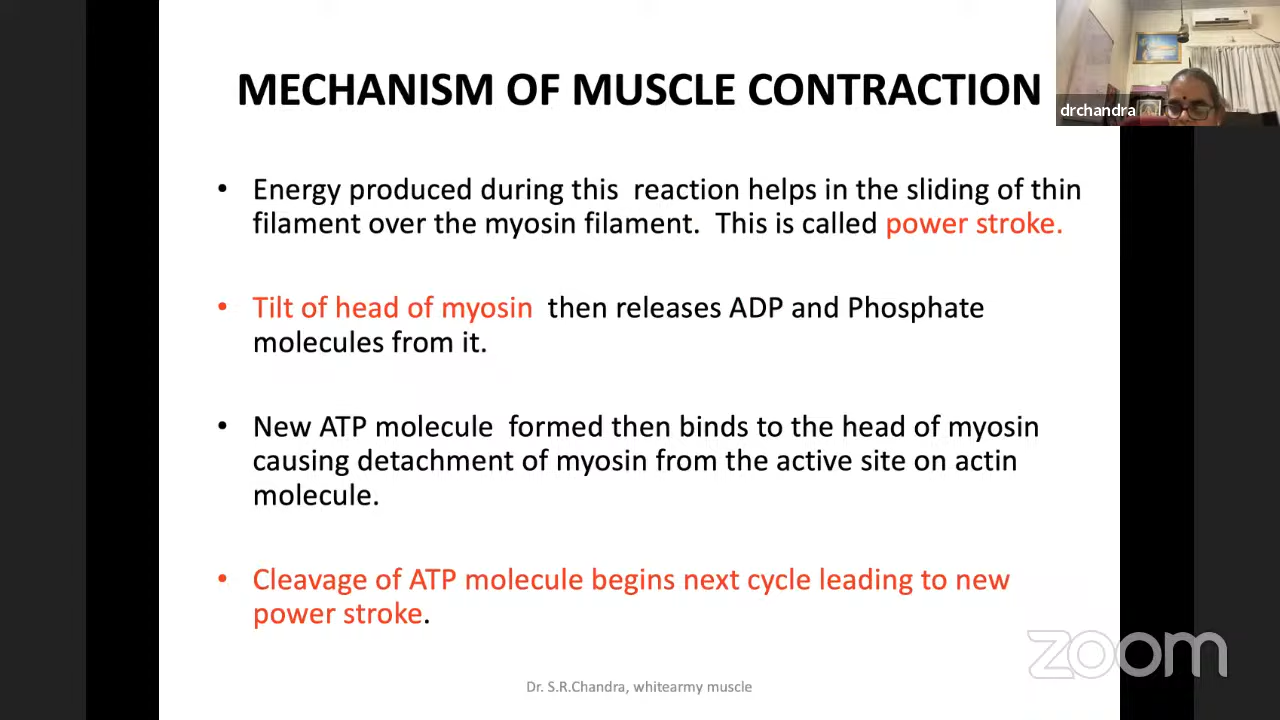 MECHANISM OF MUSCLE CONTRACTION
drchandra
• Energy produced during this  reaction helps in the sliding of thin
filament over the myosin filament.  This is called power stroke.
• Tilt of head of myosin  then releases ADP and Phosphate
molecules from it.
• New ATP molecule  formed then binds to the head of myosin
causing detachment of myosin from the active site on actin
molecule.
• Cleavage of ATP molecule begins next cycle leading to new
power stroke.
zoom
Dr. S.R.Chandra, whitearmy muscle